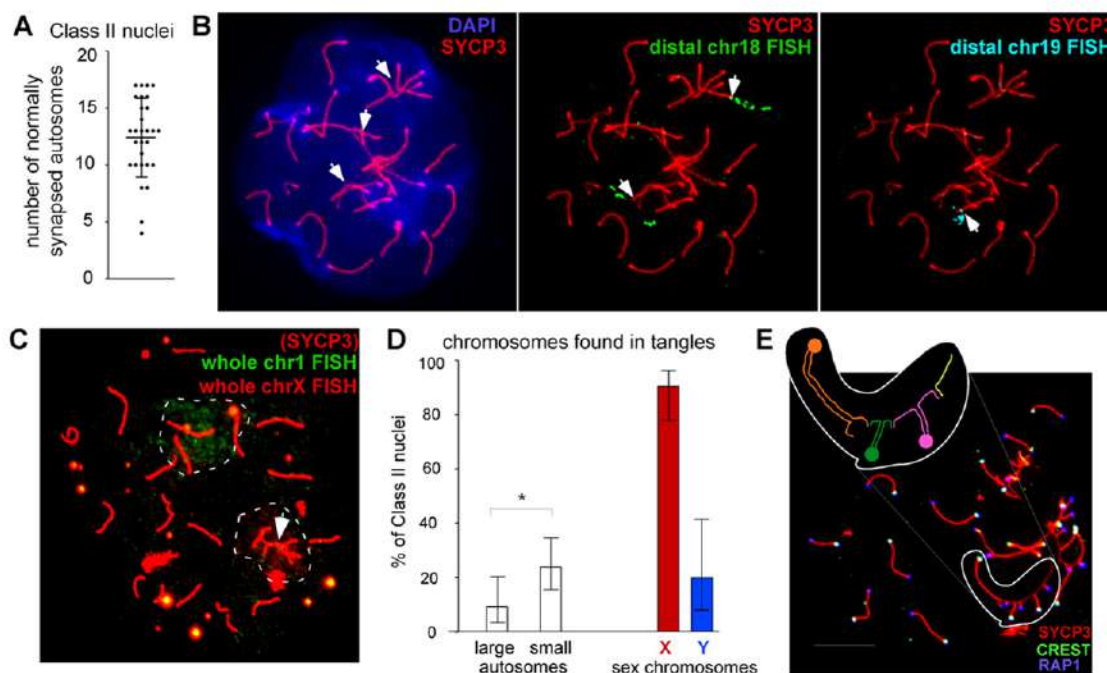 A
Class II nuclei
number of normally
synapsed autosomes
20
15
10
5
0
B
DAPI
SYCP3
SYCP3
distal chr18 FISH
SYCP3
distal chr19 FISH
C
(SYCP3)
whole chr1 FISH
whole chrX FISH
D
chromosomes found in tangles
% of Class II nuclei
100
80
60
40
20
0
*
large
small
autosomes
X
Y
sex chromosomes
E
SYCP3
CREST
RAP1